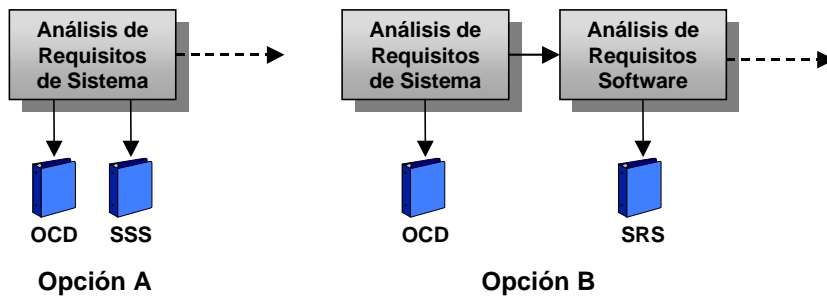 Análisis de
Requisitos
de Sistema
OCD
SSS
Opción A
Análisis de
Requisitos
de Sistema
Análisis de
Requisitos
Software
OCD
SRS
Opción B